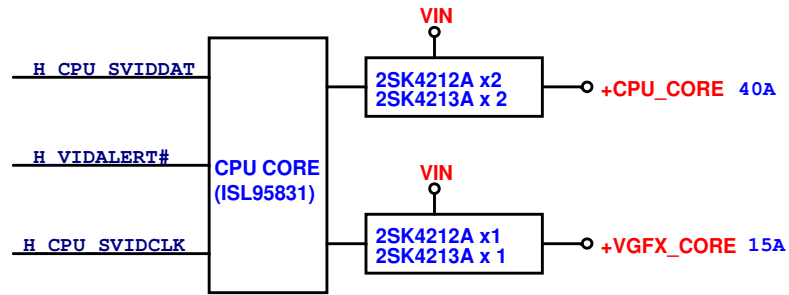 VIN
H_CPU_SVIDDAT
2SK4212A x2
2SK4213A x 2
+CPU_CORE 40A
H_VIDALERT#
CPU CORE
(ISL95831)
VIN
H_CPU_SVIDCLK
2SK4212A x1
2SK4213A x 1
+VGFX_CORE 15A